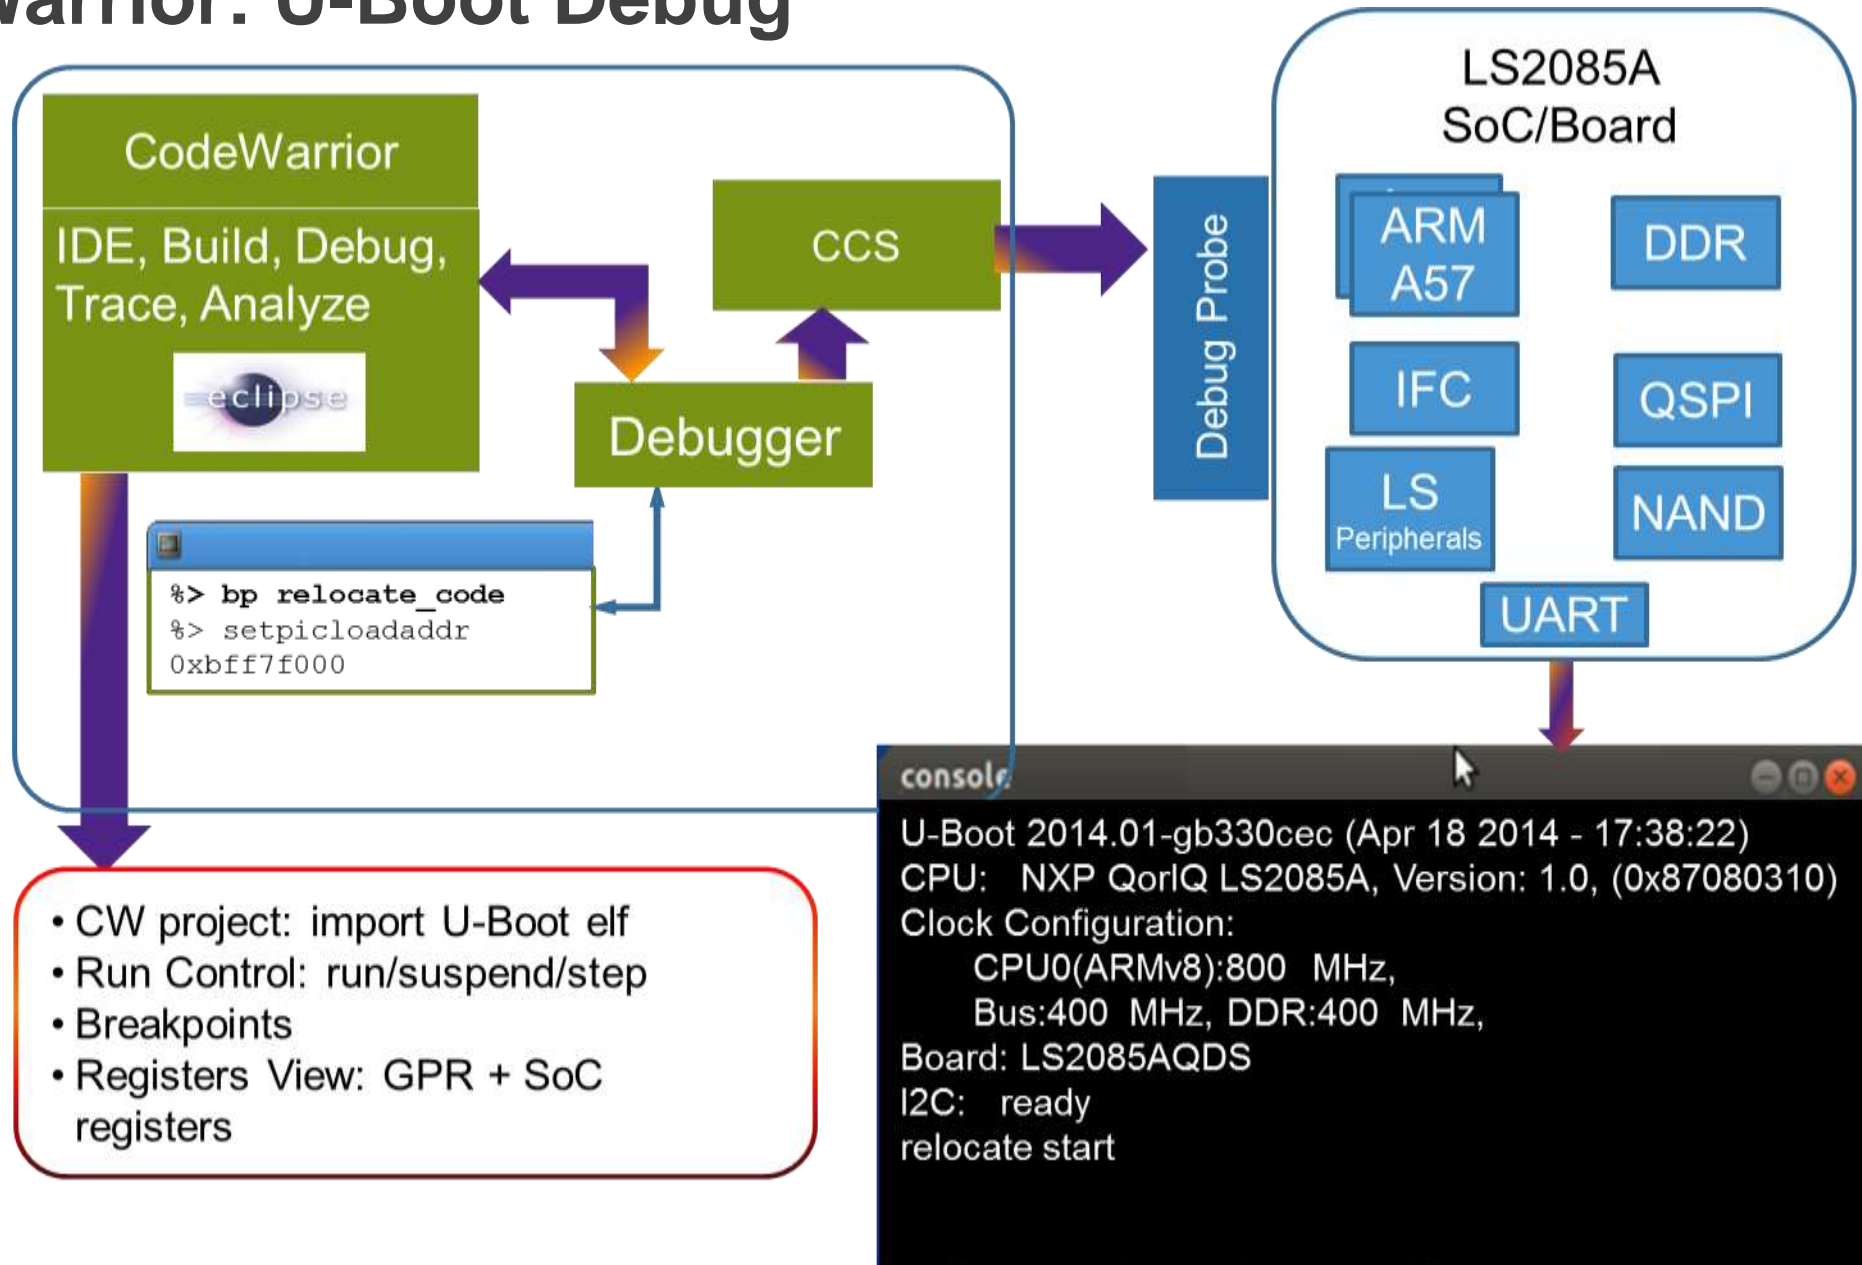 U-Boot Debug
CodeWarrior
IDE, Build, Debug,
Trace, Analyze
eclipse
CCS
Debugger
%> bp relocate_code
%> setpicloadaddr
0xbff7f000
Debug Probe
LS2085A
SoC/Board
ARM
A57
DDR
IFC
QSPI
LS
Peripherals
NAND
UART
console
U-Boot 2014.01-gb330cec (Apr 18 2014 - 17:38:22)
CPU: NXP QorIQ LS2085A, Version: 1.0, (0x87080310)
Clock Configuration:
CPU0(ARMv8):800 MHz,
Bus:400 MHz, DDR:400 MHz,
Board: LS2085AQDS
I2C: ready
relocate start
• CW project: import U-Boot elf
• Run Control: run/suspend/step
• Breakpoints
• Registers View: GPR + SoC
registers